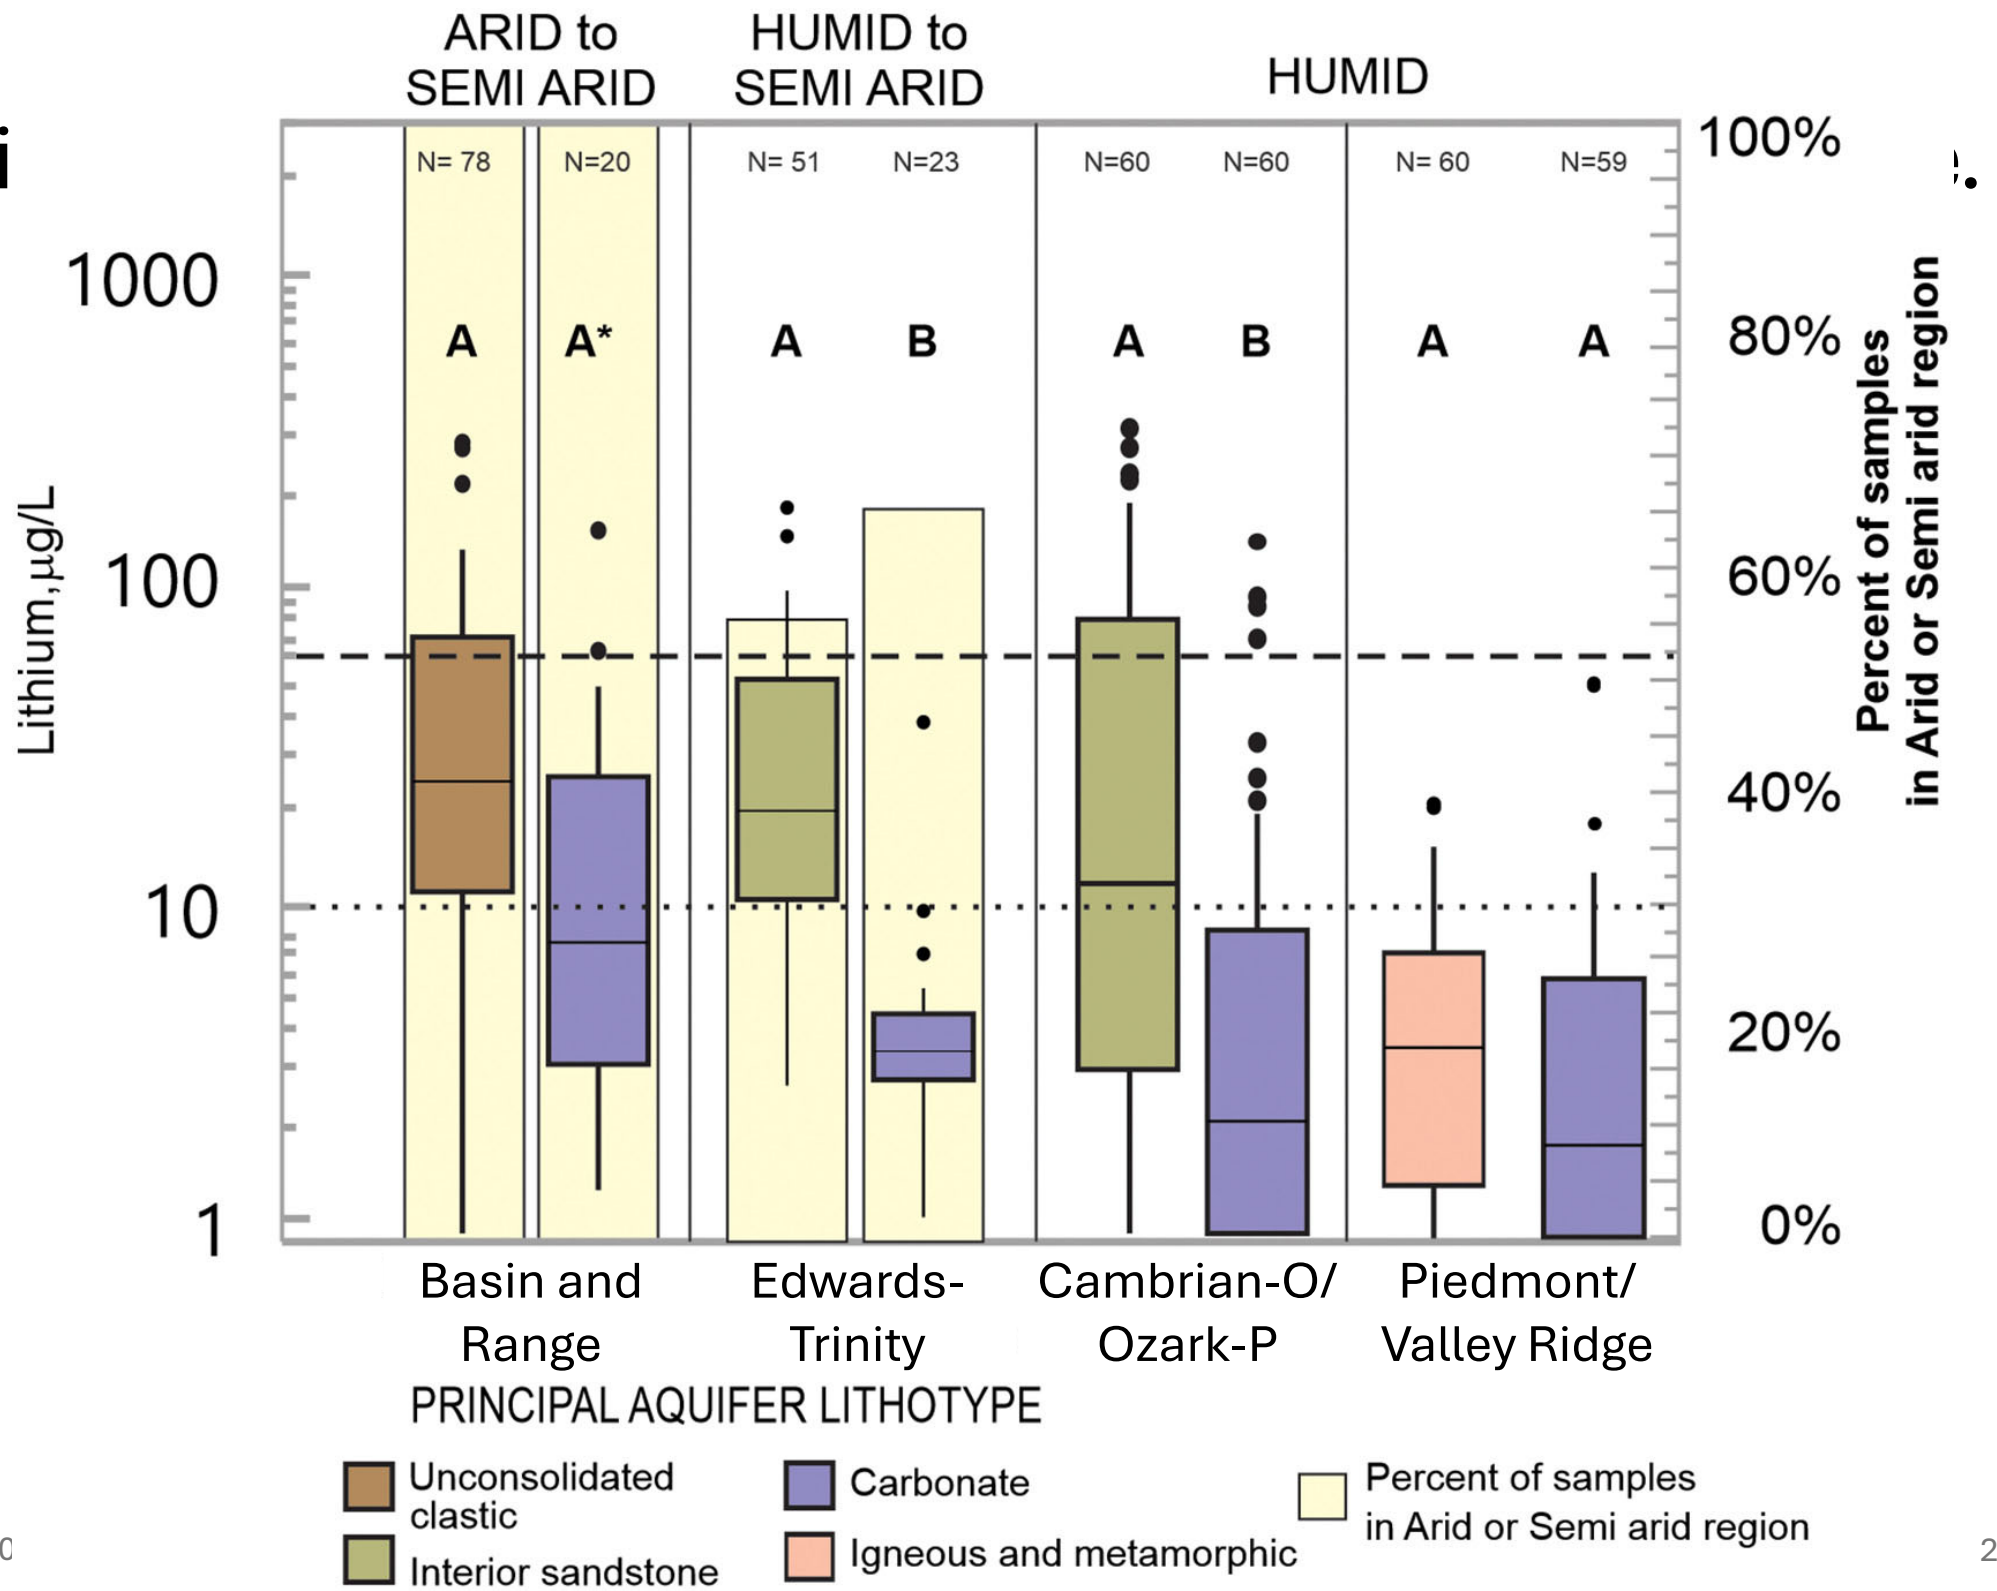 ARID to
SEMI ARID
HUMID to
SEMI ARID
HUMID
i
e.
N= 78
N=20
N= 51
N=23
N=60
N=60
N= 60
N=59
A
A*
A
B
A
B
A
A
1000
100
10
1
Lithium,µg/L
100%
80%
60%
40%
20%
0%
Percent of samples
in Arid or Semi arid region
Basin and
Range
Edwards-
Trinity
Cambrian-O/
Ozark-P
Piedmont/
Valley Ridge
PRINCIPAL AQUIFER LITHOTYPE
Unconsolidated
clastic
Interior sandstone
Carbonate
Igneous and metamorphic
Percent of samples
in Arid or Semi arid region
2